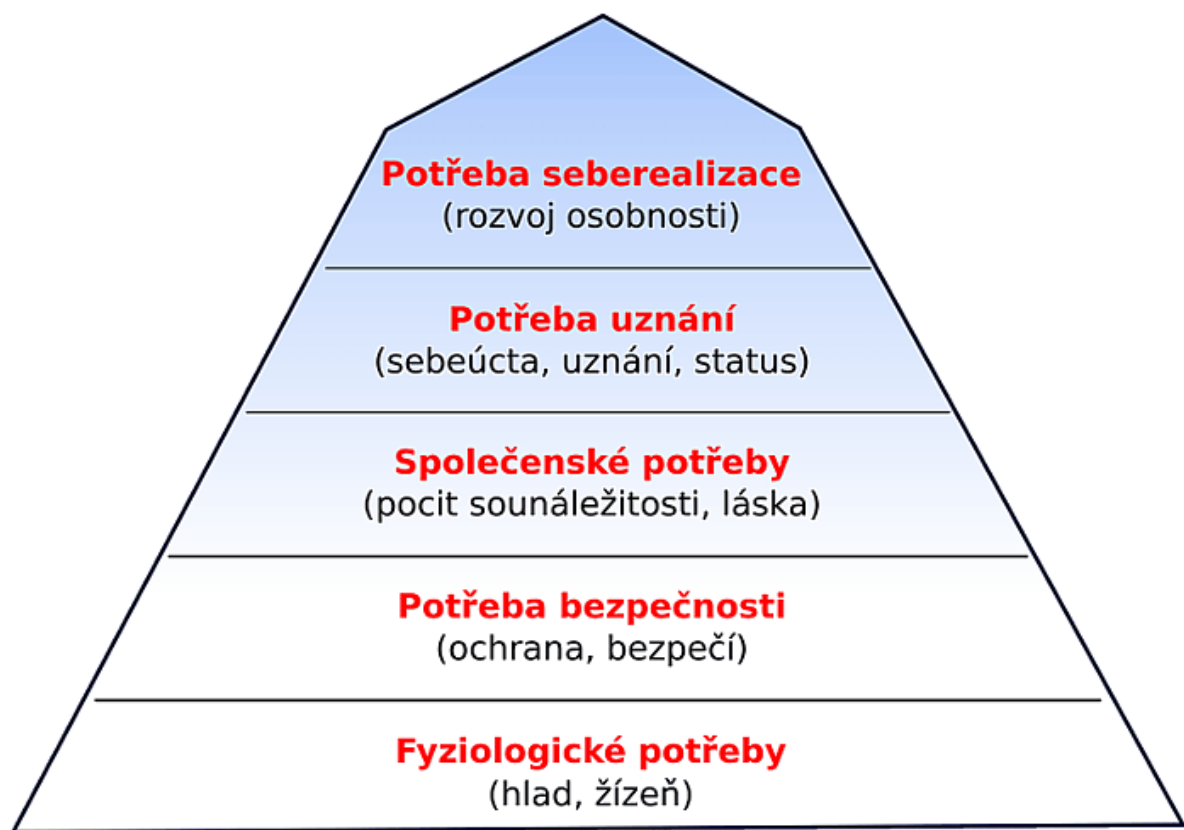 Potřeba seberealizace
(rozvoj osobnosti)
Potřeba uznání
(sebeúcta, uznání, status)
Společenské potřeby
(pocit sounáležitosti, láska)
Potřeba bezpečnosti
(ochrana, bezpečí)
Fyziologické potřeby
(hlad, žízeň)